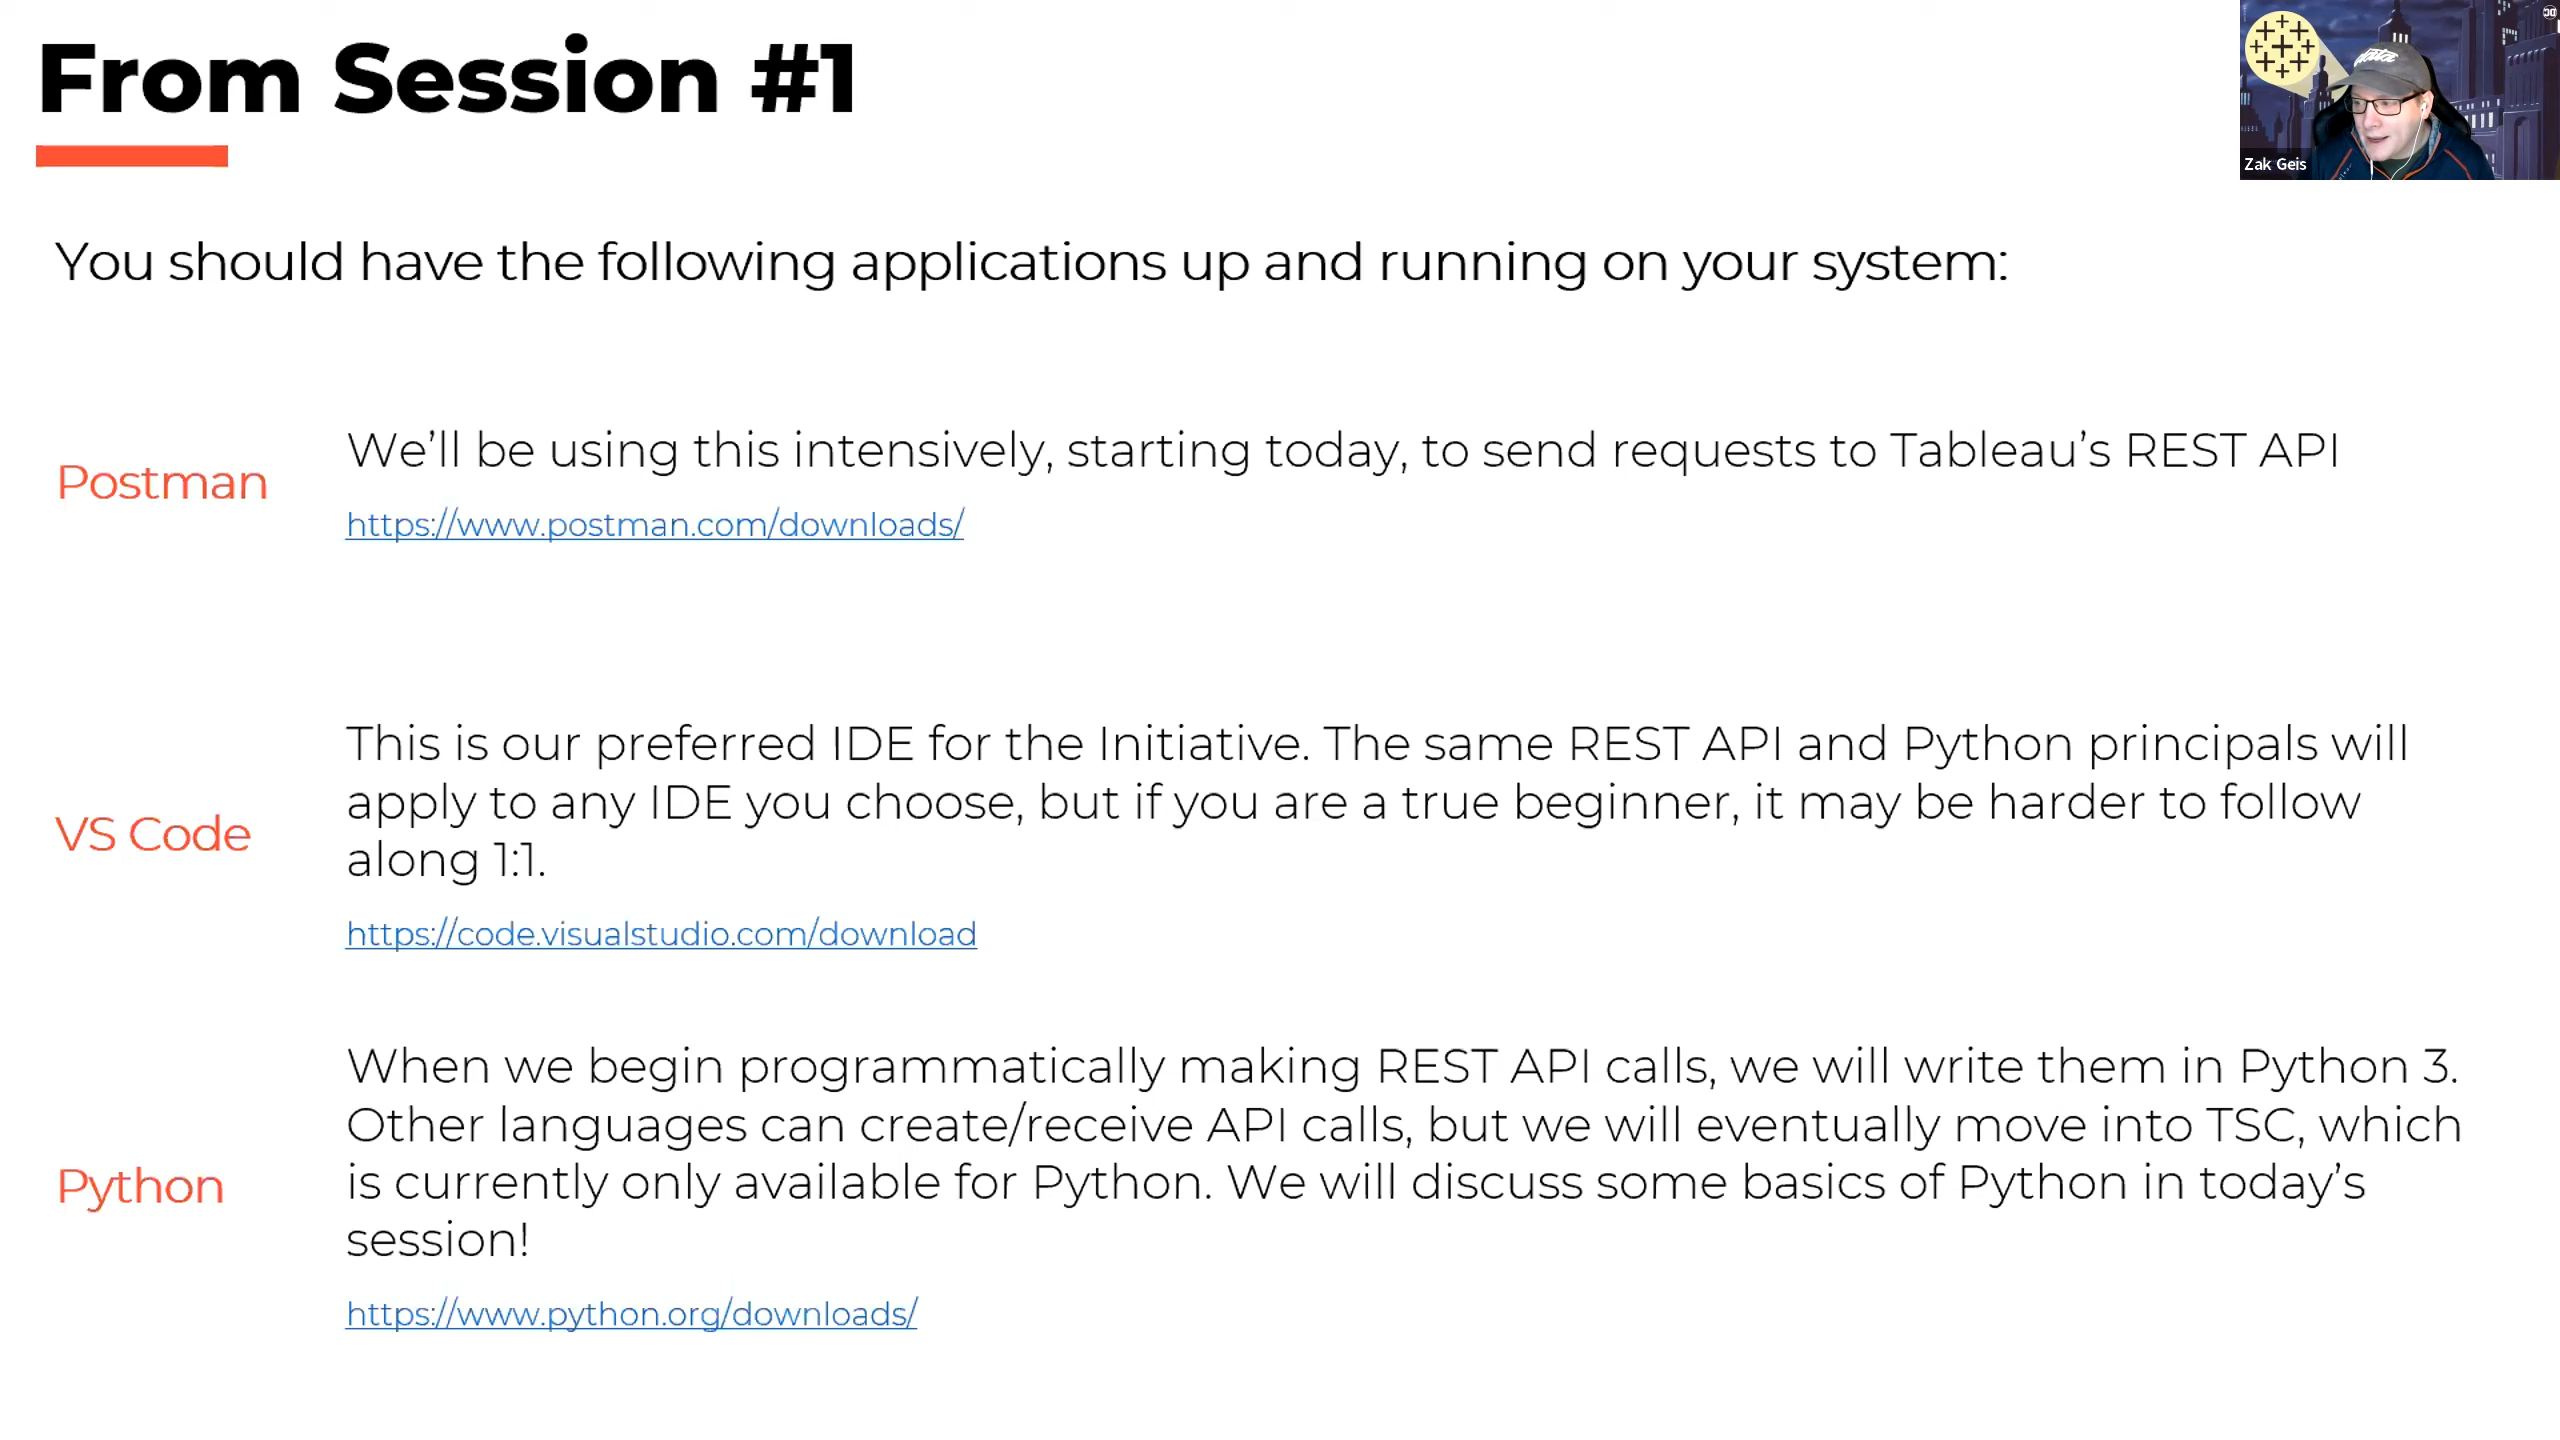 From Session #1
Zak Geis
You should have the following applications up and running on your system:
Postman
We’ll be using this intensively, starting today, to send requests to Tableau’s REST API
https://www.postman.com/downloads/
VS Code
This is our preferred IDE for the Initiative. The same REST API and Python principals will
apply to any IDE you choose, but if you are a true beginner, it may be harder to follow
along 1:1.
https://code.visualstudio.com/download
Python
When we begin programmatically making REST API calls, we will write them in Python 3.
Other languages can create/receive API calls, but we will eventually move into TSC, which
is currently only available for Python. We will discuss some basics of Python in today’s
session!
https://www.python.org/downloads/